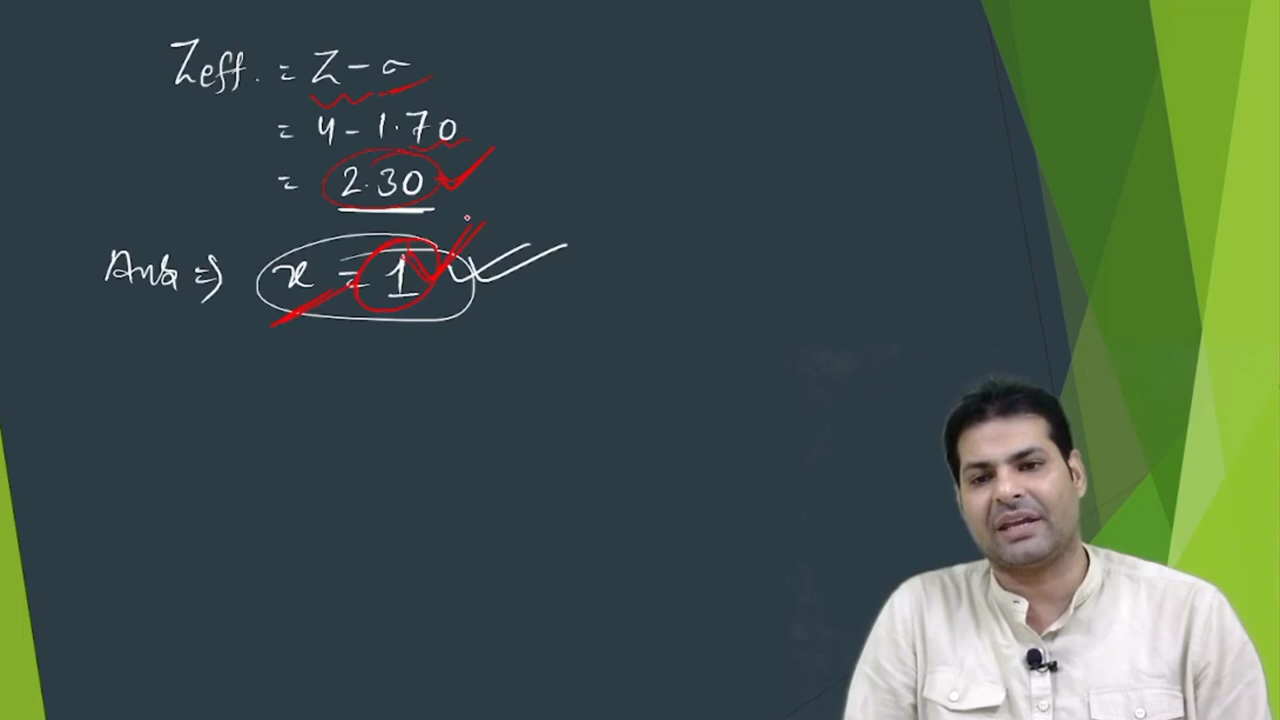 Zeff. = Z - σ
= 4 - 1.70
= 2.30
Ans => x = 1